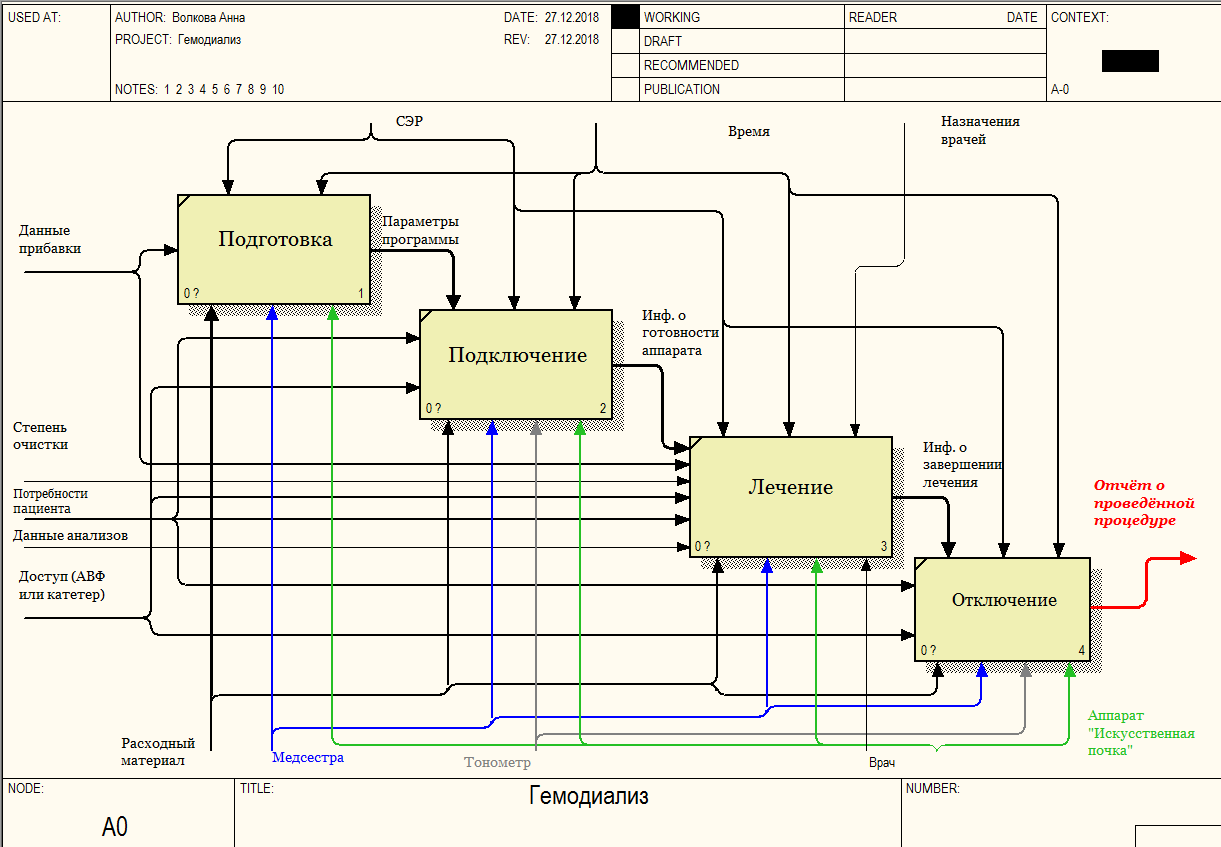 USED AT:
AUTHOR: Волкова Анна
DATE: 27.12.2018
WORKING
READER
DATE
CONTEXT:
PROJECT: Гемодиализ
REV: 27.12.2018
DRAFT
RECOMMENDED
NOTES: 1 2 3 4 5 6 7 8 9 10
PUBLICATION
A-0
СЭР
Время
Назначения
врачей
Данные
прибавки
Подготовка
0 ?
1
Параметры
программы
Подключение
0 ?
2
Инф. о
готовности
аппарата
Степень
очистки
Лечение
0 ?
3
Инф. о
завершении
лечения
Потребности
пациента
Данные анализов
Отчёт о
проведённой
процедуре
Доступ (АВФ
или катетер)
Отключение
0 ?
4
Расходный
материал
Медсестра
Тонометр
Врач
Аппарат
"Искусственная
почка"
NODE:
A0
TITLE:
Гемодиализ
NUMBER: